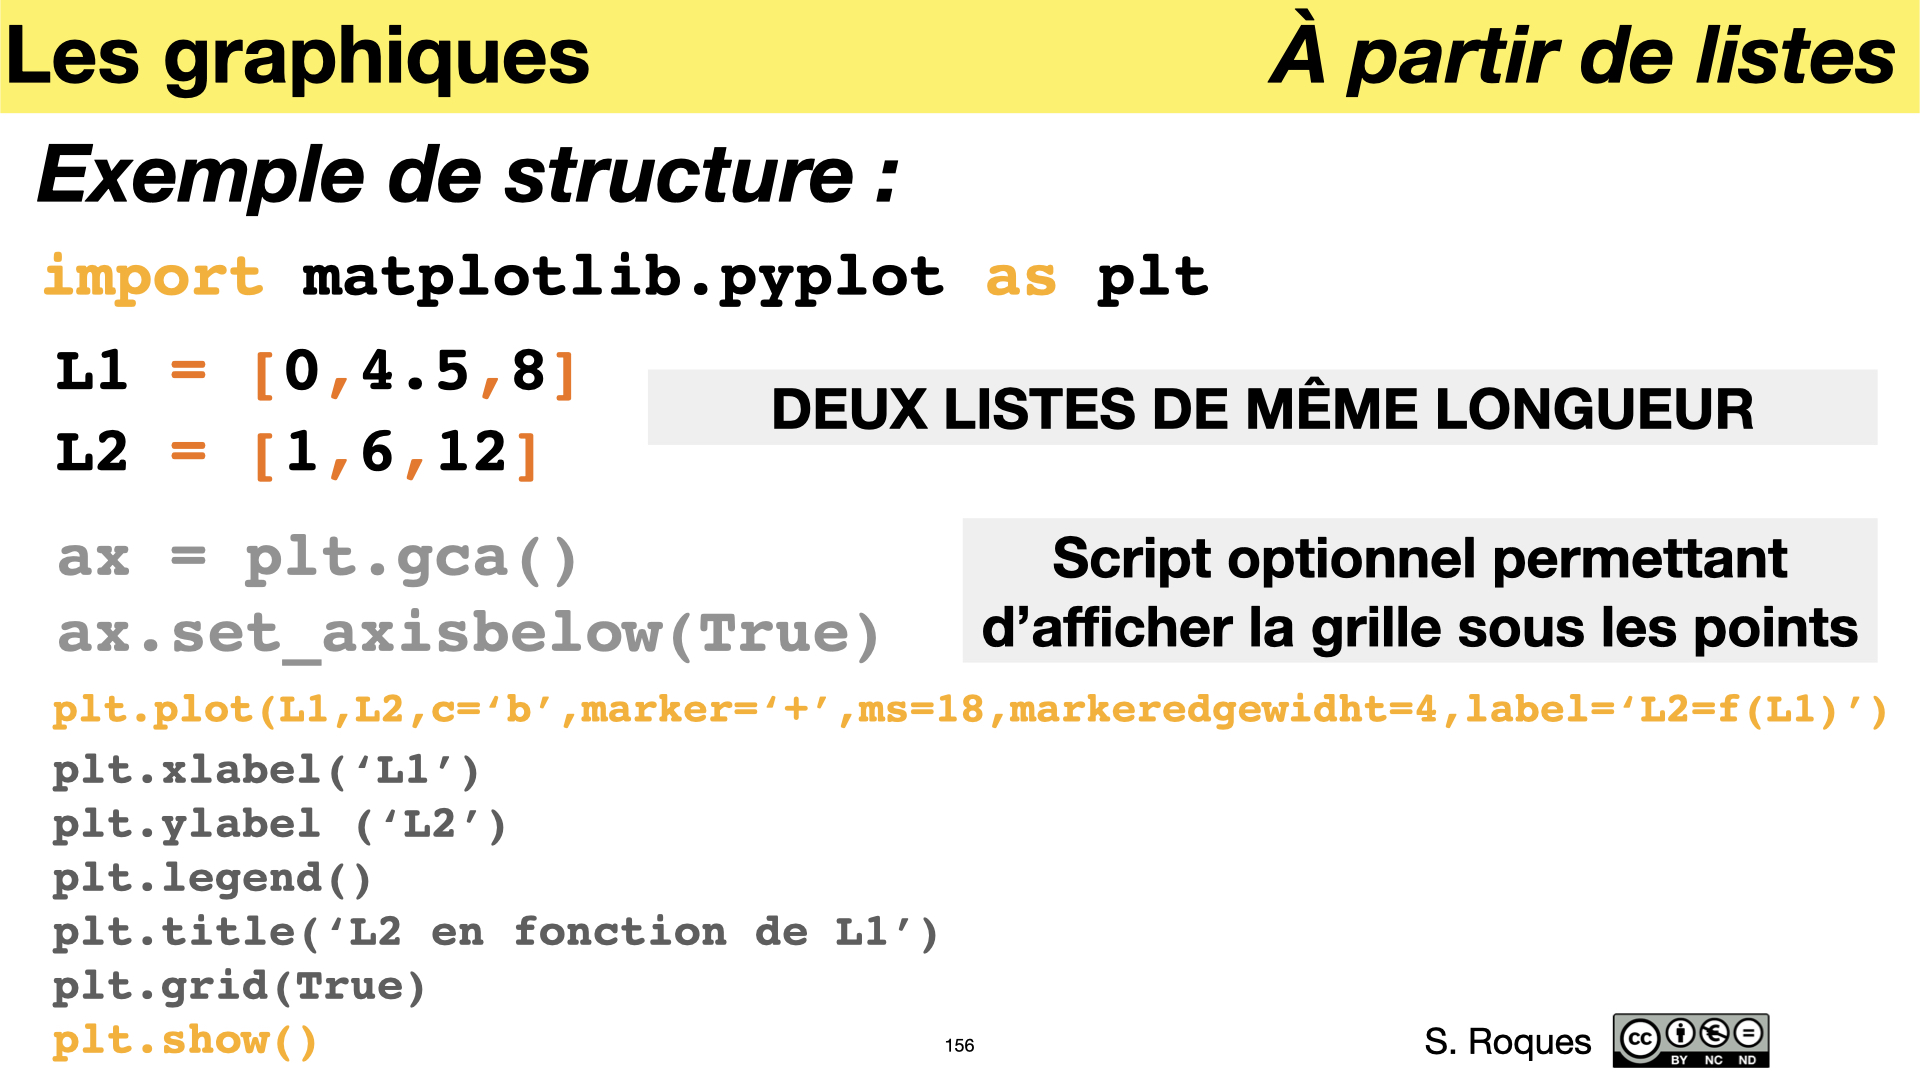 Les graphiques
À partir de listes
Exemple de structure :
import matplotlib.pyplot as plt
L1 = [0,4.5,8]
L2 = [1,6,12]
DEUX LISTES DE MÊME LONGUEUR
ax = plt.gca()
ax.set_axisbelow(True)
Script optionnel permettant
d’afficher la grille sous les points
plt.plot(L1,L2,c=‘b’,marker=‘+’,ms=18,markeredgewidht=4,label=‘L2=f(L1)’)
plt.xlabel(‘L1’)
plt.ylabel (‘L2’)
plt.legend()
plt.title(‘L2 en fonction de L1’)
plt.grid(True)
plt.show()
156
S. Roques
cc
BY NC ND